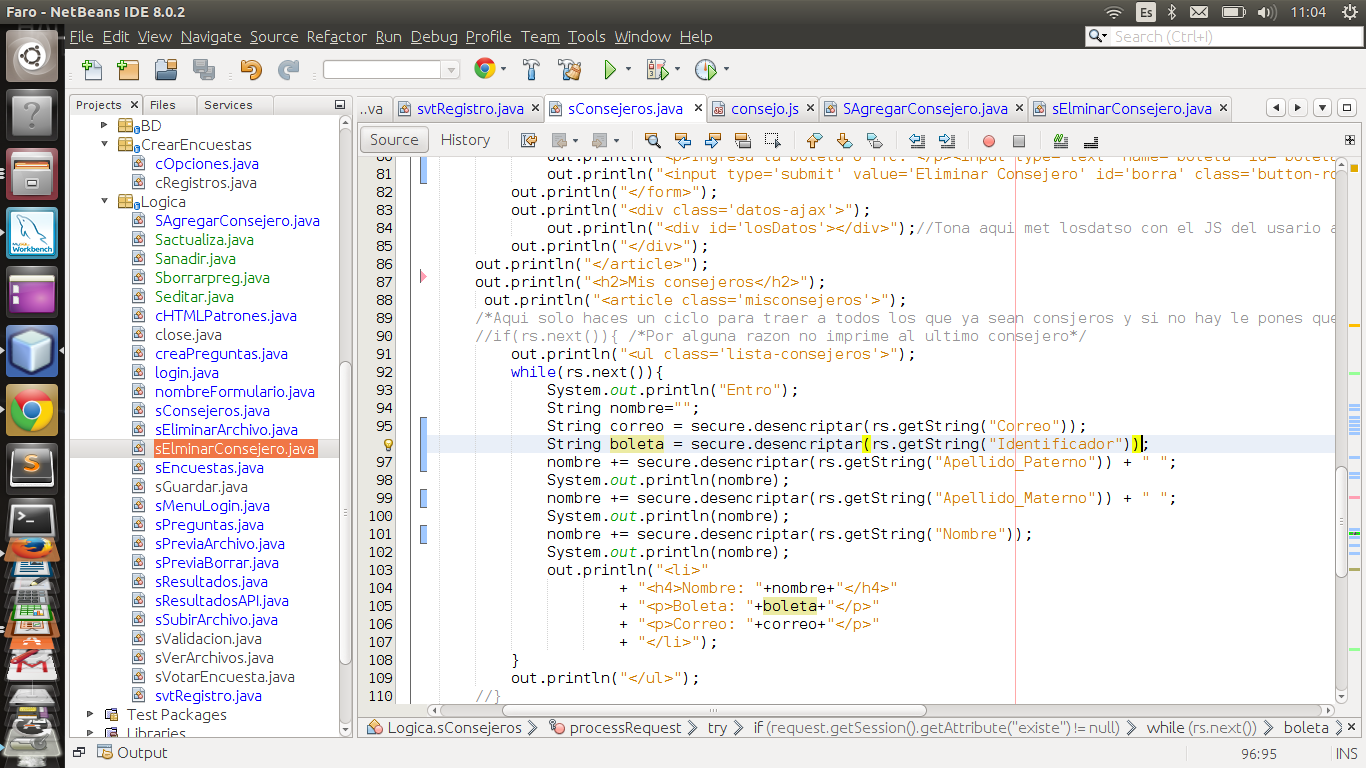 Faro - NetBeans IDE 8.0.2
Es
11:04
File Edit View Navigate Source Refactor Run Debug Profile Team Tools Window Help
Search (Ctrl+I)
Projects
Files
Services
..va
svtRegistro.java
sConsejeros.java
consejo.js
SAgregarConsejero.java
sElminarConsejero.java
Source
History
BD
CrearEncuestas
cOpciones.java
cRegistros.java
Logica
SAgregarConsejero.java
Sactualiza.java
Sanadir.java
Sborrarpreg.java
Seditar.java
cHTMLPatrones.java
close.java
creaPreguntas.java
login.java
nombreFormulario.java
sConsejeros.java
sEliminarArchivo.java
sElminarConsejero.java
sEncuestas.java
sGuardar.java
sMenuLogin.java
sPreguntas.java
sPreviaArchivo.java
sPreviaBorrar.java
sResultados.java
sResultadosAPI.java
sSubirArchivo.java
sValidacion.java
sVerArchivos.java
sVotarEncuesta.java
svtRegistro.java
Test Packages
Libraries
81 out.println("<input type='submit' value='Eliminar Consejero' id='borra' class='button-ro
82 out.println("</form>");
83 out.println("<div class='datos-ajax'>");
84 out.println("<div id='losDatos'></div>");//Tona aqui met losdatso con el JS del usario a
85 out.println("</div>");
86 out.println("</article>");
87 out.println("<h2>Mis consejeros</h2>");
88 out.println("<article class='misconsejeros'>");
89 /*Aqui solo haces un ciclo para traer a todos los que ya sean consjeros y si no hay le pones que
90 //if(rs.next()){ /*Por alguna razon no imprime al ultimo consejero*/
91 out.println("<ul class='lista-consejeros'>");
92 while(rs.next()){
93 System.out.println("Entro");
94 String nombre="";
95 String correo = secure.desencriptar(rs.getString("Correo"));
String boleta = secure.desencriptar(rs.getString("Identificador"));
97 nombre += secure.desencriptar(rs.getString("Apellido_Paterno")) + " ";
98 System.out.println(nombre);
99 nombre += secure.desencriptar(rs.getString("Apellido_Materno")) + " ";
100 System.out.println(nombre);
101 nombre += secure.desencriptar(rs.getString("Nombre"));
102 System.out.println(nombre);
103 out.println("<li>"
104 + "<h4>Nombre: "+nombre+"</h4>"
105 + "<p>Boleta: "+boleta+"</p>"
106 + "<p>Correo: "+correo+"</p>"
107 + "</li>");
108 }
109 out.println("</ul>");
110 //}
Logica.sConsejeros
processRequest
try
if (request.getSession().getAttribute("existe") != null)
while (rs.next())
boleta
Output
96:95
INS